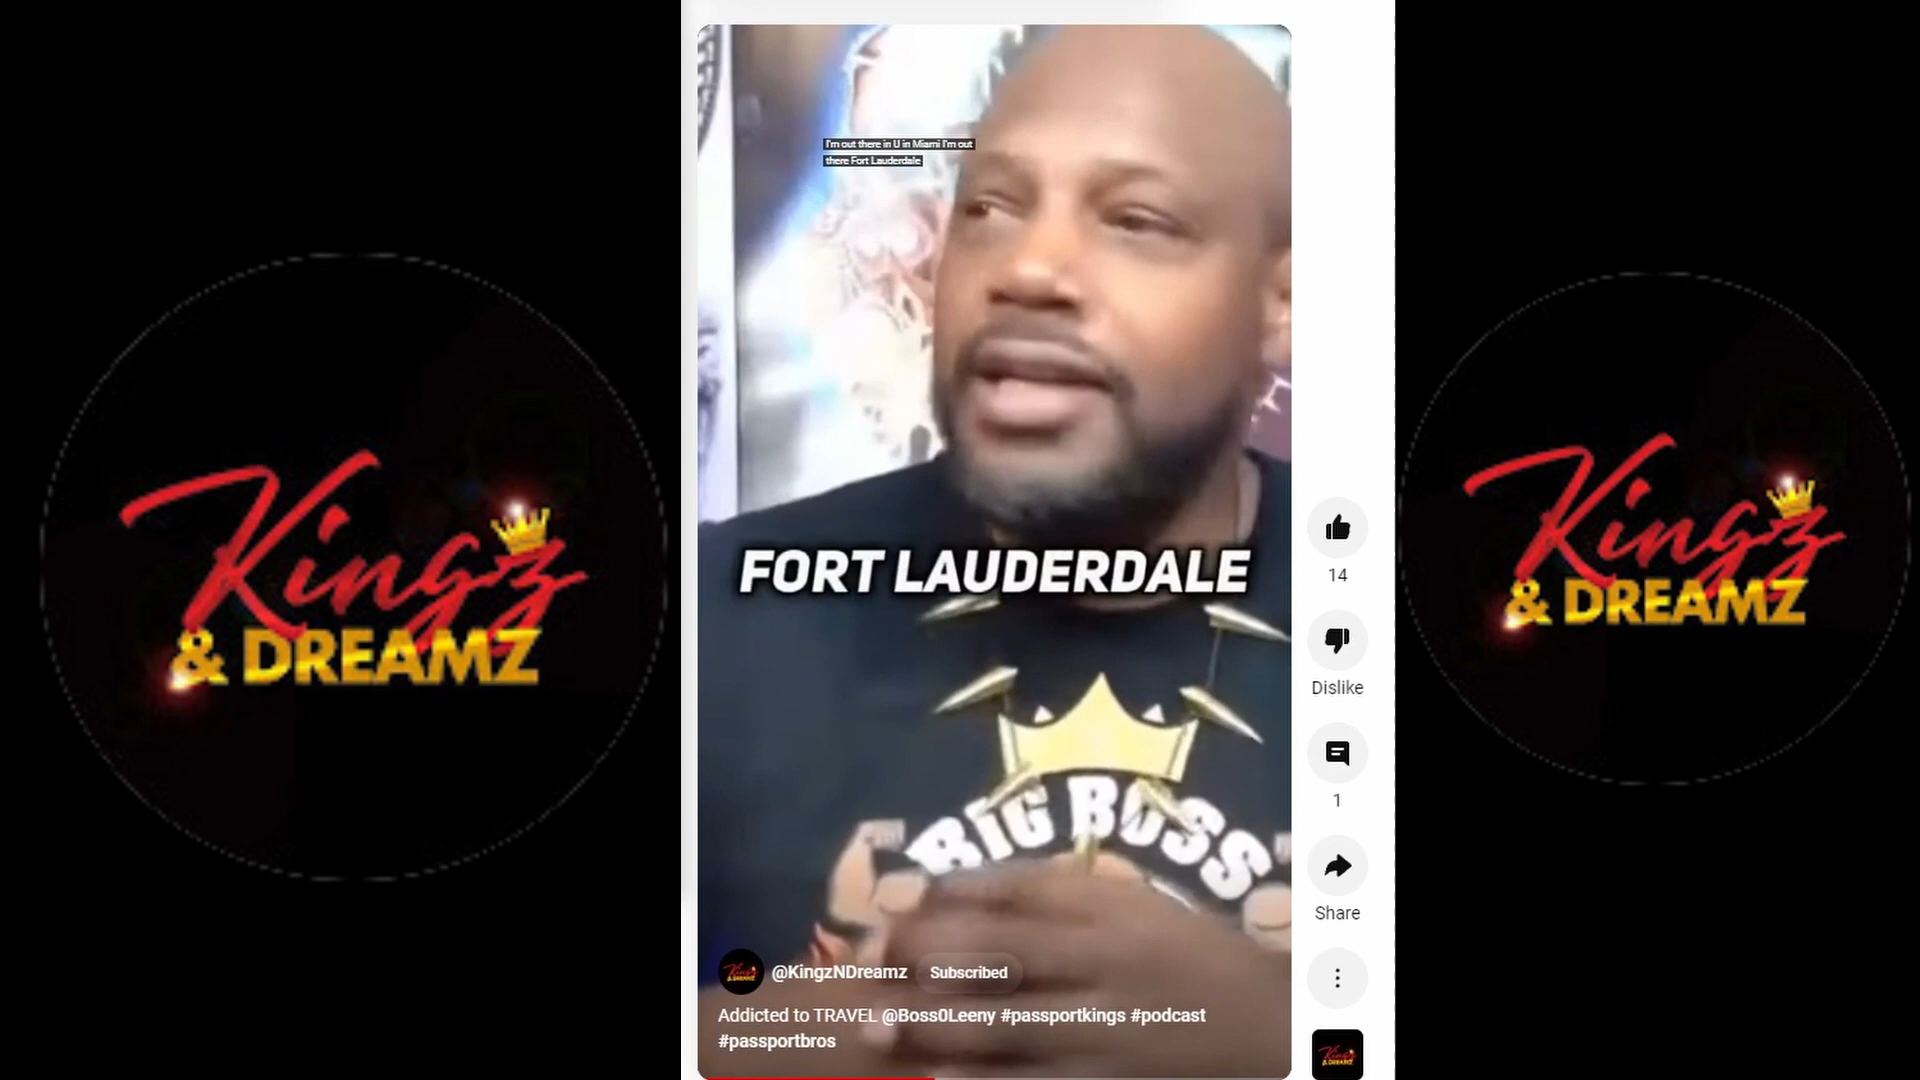 Kingz
& DREAMZ
I'm out there in U in Miami I'm out
there Fort Lauderdale
FORT LAUDERDALE
BIG BOSS
@KingzNDreamz Subscribed
Addicted to TRAVEL @Boss0Leeny #passportkings #podcast
#passportbros
14
Dislike
1
Share
Kingz
& DREAMZ